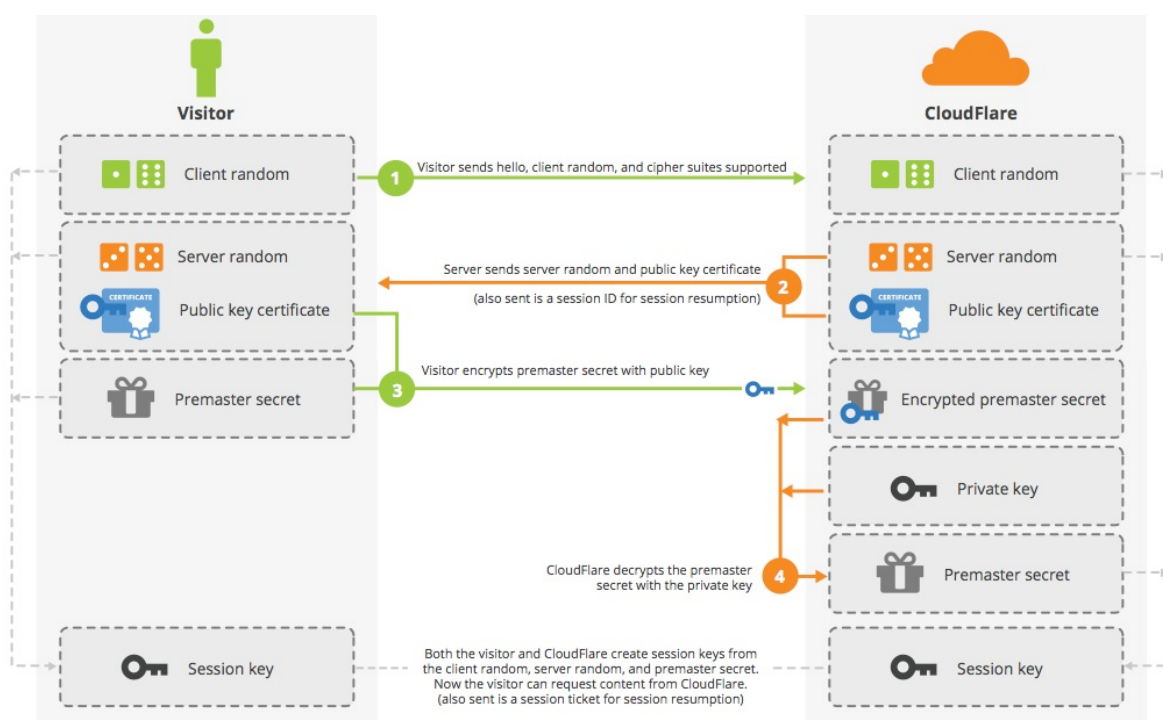 Visitor
CloudFlare
Client random
1
Visitor sends hello, client random, and cipher suites supported
Client random
Server random
CERTIFICATE
Public key certificate
Server sends server random and public key certificate
(also sent is a session ID for session resumption)
2
Server random
CERTIFICATE
Public key certificate
Premaster secret
3
Visitor encrypts premaster secret with public key
Encrypted premaster secret
Private key
CloudFlare decrypts the premaster
secret with the private key
4
Premaster secret
Session key
Both the visitor and CloudFlare create session keys from
the client random, server random, and premaster secret.
Now the visitor can request content from CloudFlare.
(also sent is a session ticket for session resumption)
Session key